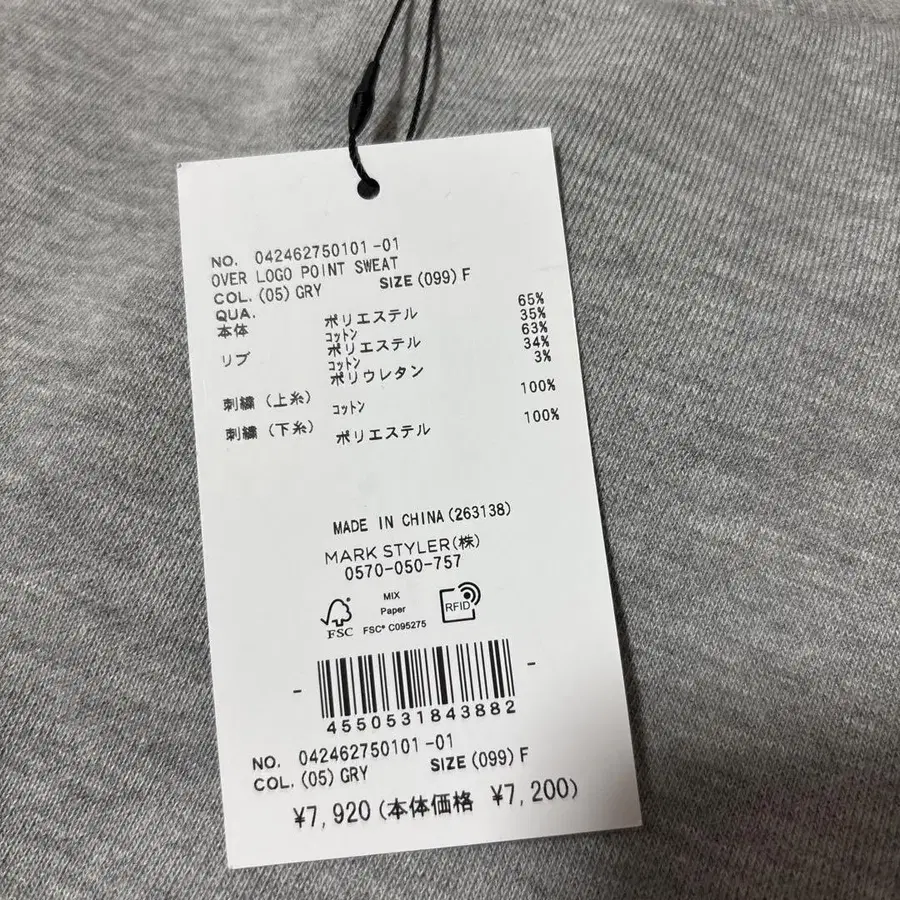 NO. 042462750101-01
OVER LOGO POINT SWEAT
COL. (05) GRY SIZE (099) F
QUA.
本体 ポリエステル 65%
コットン 35%
リブ ポリエステル 63%
コットン 34%
ポリウレタン 3%
刺繍 (上糸) コットン 100%
刺繍 (下糸) ポリエステル 100%
MADE IN CHINA (263138)
MARK STYLER (株)
0570-050-757
FSC
MIX
Paper
FSC® C095275
RFID
4550531843882
NO. 042462750101-01
COL. (05) GRY SIZE (099) F
¥7,920 (本体価格 ¥7,200)